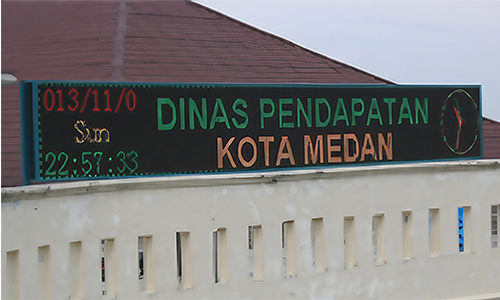 013/11/0
Sun
22:57:33
DINAS PENDAPATAN
KOTA MEDAN